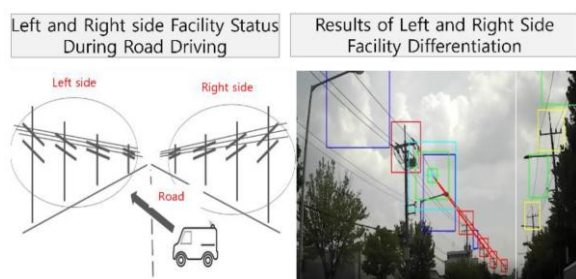 Left and Right side Facility Status
During Road Driving
Results of Left and Right Side
Facility Differentiation
Left side
Right side
Road